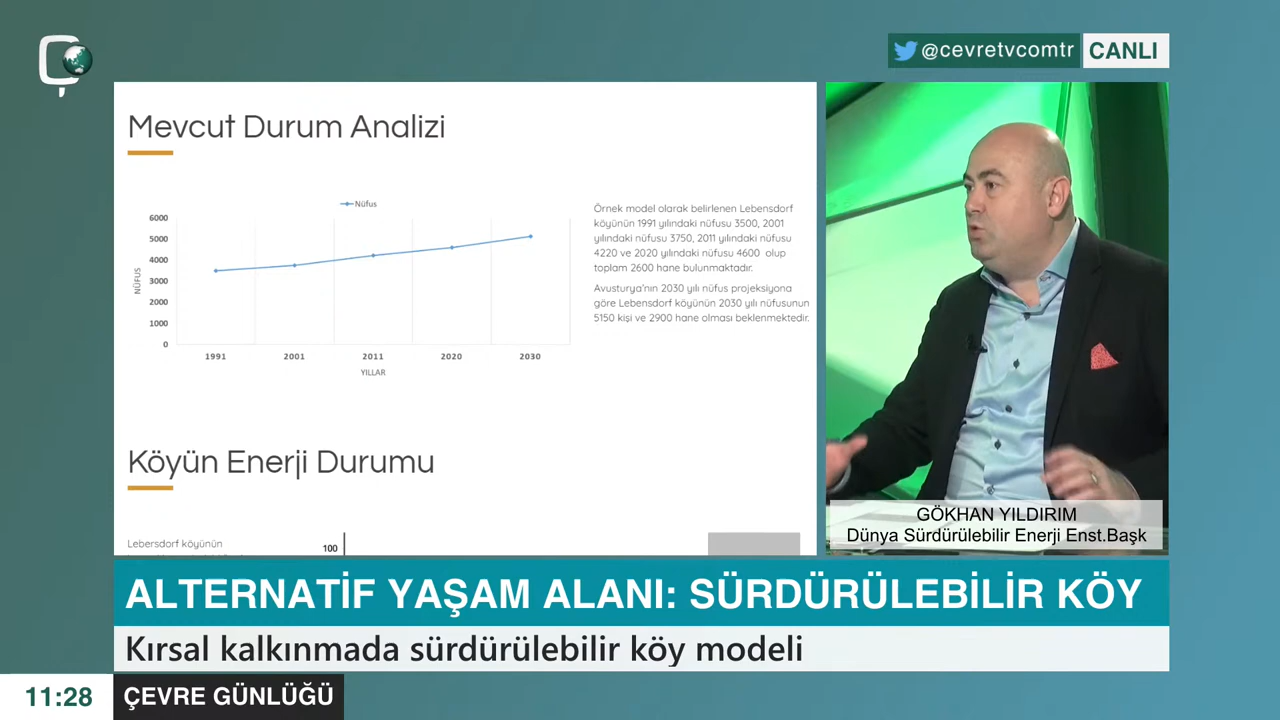 @cevretvcomtr
CANLI
Mevcut Durum Analizi
Nüfus
6000
5000
4000
3000
2000
1000
0
NÜFUS
1991
2001
2011
2020
2030
YILLAR
Örnek model olarak belirlenen Lebensdorf
köyünün 1991 yılındaki nüfusu 3500, 2001
yılındaki nüfusu 3750, 2011 yılındaki nüfusu
4220 ve 2020 yılındaki nüfusu 4600 olup
toplam 2600 hane bulunmaktadır.
Avusturya'nın 2030 yılı nüfus projeksiyona
göre Lebensdorf köyünün 2030 yılı nüfusunun
5150 kişi ve 2900 hane olması beklenmektedir.
Köyün Enerji Durumu
Lebersdorf köyünün
100
GÖKHAN YILDIRIM
Dünya Sürdürülebilir Enerji Enst.Başk
ALTERNATİF YAŞAM ALANI: SÜRDÜRÜLEBİLİR KÖY
Kırsal kalkınmada sürdürülebilir köy modeli
11:28
ÇEVRE GÜNLÜĞÜ